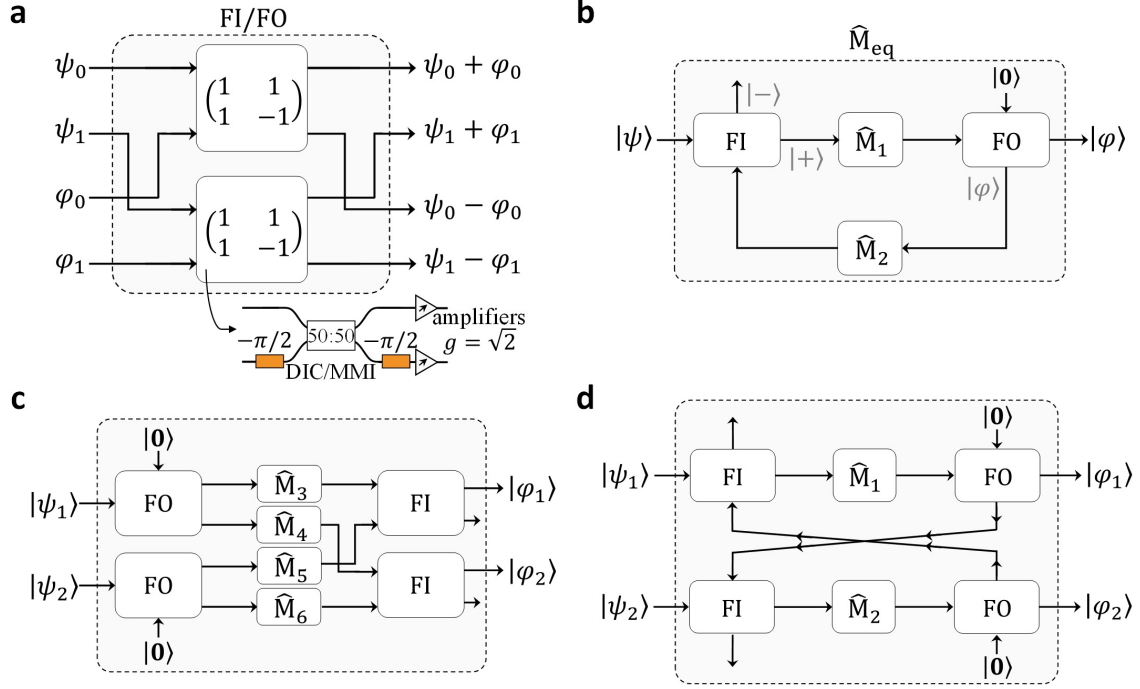 a
FI/FO
ψ0
ψ1
φ0
φ1
(1 1
1 −1)
(1 1
1 −1)
ψ0 + φ0
ψ1 + φ1
ψ0 − φ0
ψ1 − φ1
−π/2
50:50
−π/2
DIC/MMI
amplifiers
g = √2
b
M̂eq
|ψ⟩
FI
|−⟩
|+⟩
M̂1
|0⟩
FO
|φ⟩
|φ⟩
M̂2
c
|0⟩
|ψ1⟩
FO
M̂3
M̂4
FI
|φ1⟩
|ψ2⟩
FO
M̂5
M̂6
FI
|φ2⟩
|0⟩
d
|0⟩
|ψ1⟩
FI
M̂1
FO
|φ1⟩
|ψ2⟩
FI
M̂2
FO
|φ2⟩
|0⟩